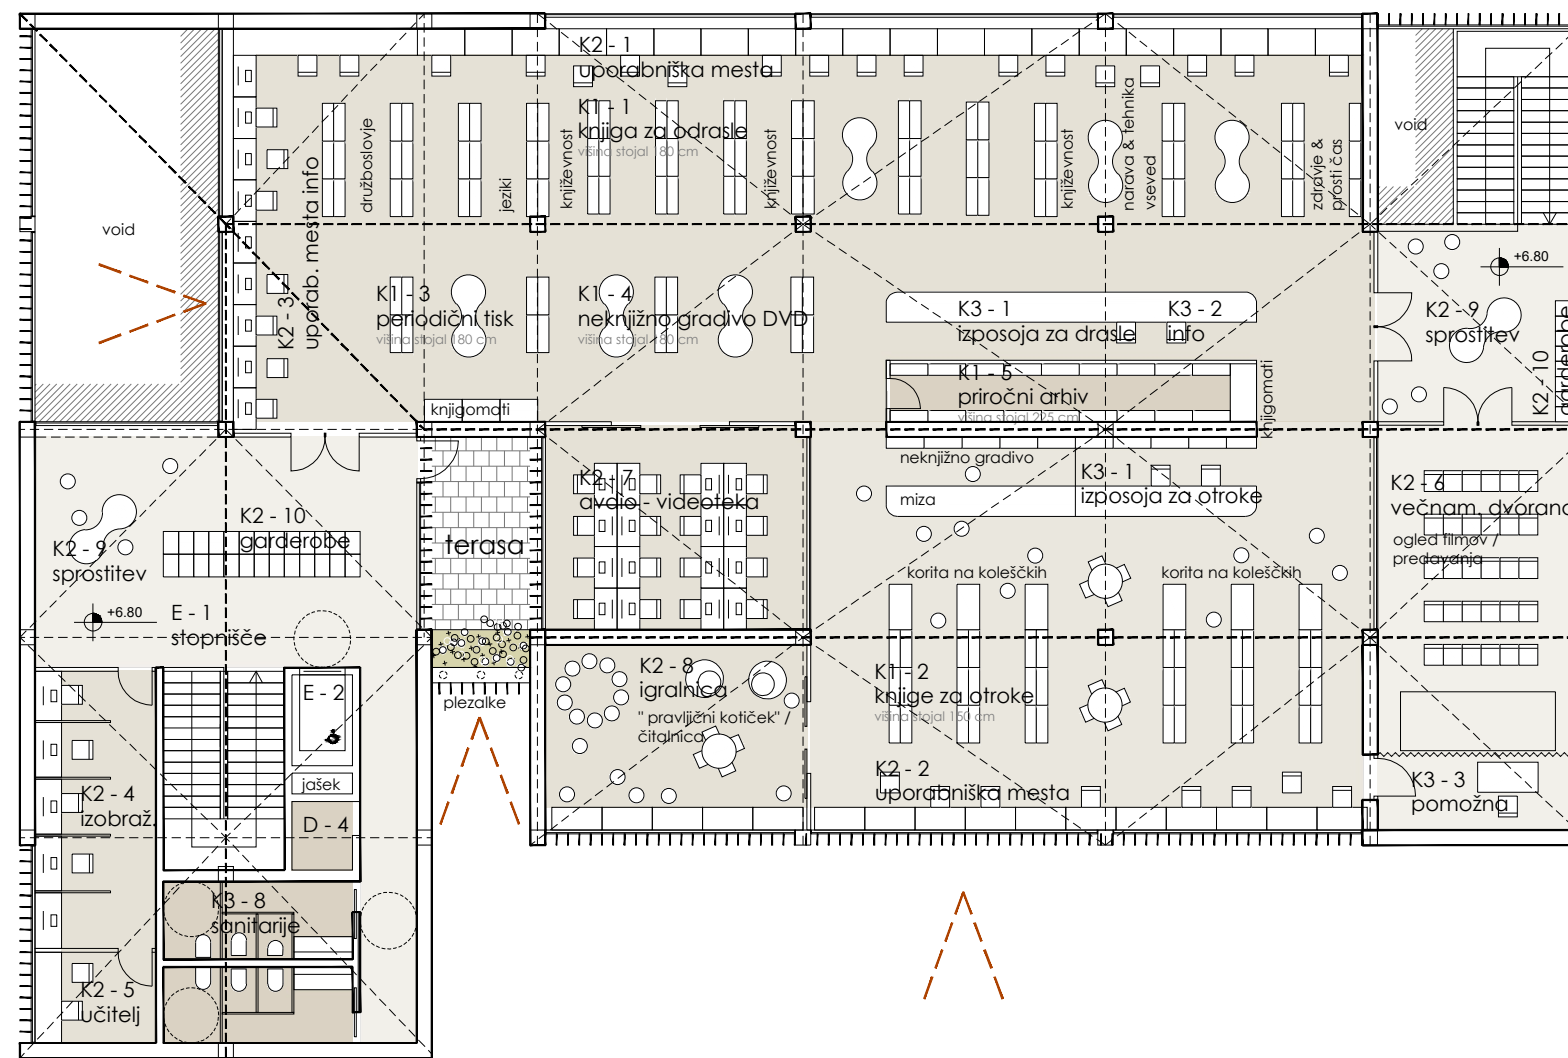 K2 - 1
uporabniška mesta
K1 - 1
knjiga za odrasle
višina stojal 180 cm
družboslovje
jeziki
književnost
književnost
književnost
narava & tehnika
vseved
zdravje &
prosti čas
void
void
K2 - 3
uporab. mesta info
K1 - 3
periodični tisk
višina stojal 180 cm
K1 - 4
neknjižno gradivo DVD
višina stojal 180 cm
K3 - 1
izposoja za drasle
K3 - 2
info
K1 - 5
priročni arhiv
višina stojal 225 cm
knjigomati
knjigomati
+6.80
K2 - 9
sprostitev
K2 - 10
garderobe
neknjižno gradivo
miza
K3 - 1
izposoja za otroke
K2 - 6
večnam. dvorana
ogled filmov /
predavanja
K2 - 7
avdio - videoteka
terasa
K2 - 10
garderobe
K2 - 9
sprostitev
+6.80
E - 1
stopnišče
korita na koleščkih
korita na koleščkih
K2 - 8
igralnica
" pravljični kotiček" /
čitalnica
plezalke
K1 - 2
knjige za otroke
višina stojal 150 cm
K2 - 2
uporabniška mesta
K3 - 3
pomožna
E - 2
jašek
D - 4
K2 - 4
izobraž.
K3 - 8
sanitarije
K2 - 5
učitelj